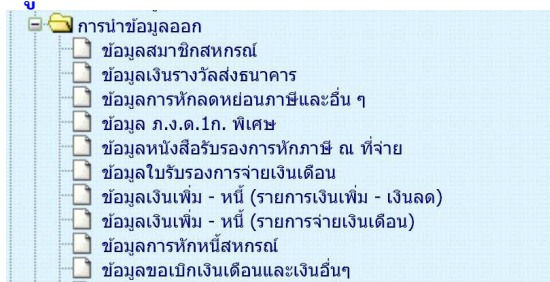 การนำข้อมูลออก
ข้อมูลสมาชิกสหกรณ์
ข้อมูลเงินรางวัลส่งธนาคาร
ข้อมูลการหักลดหย่อนภาษีและอื่น ๆ
ข้อมูล ภ.ง.ด.1ก. พิเศษ
ข้อมูลหนังสือรับรองการหักภาษี ณ ที่จ่าย
ข้อมูลใบรับรองการจ่ายเงินเดือน
ข้อมูลเงินเพิ่ม - หนี้ (รายการเงินเพิ่ม - เงินลด)
ข้อมูลเงินเพิ่ม - หนี้ (รายการจ่ายเงินเดือน)
ข้อมูลการหักหนี้สหกรณ์
ข้อมูลขอเบิกเงินเดือนและเงินอื่นๆ